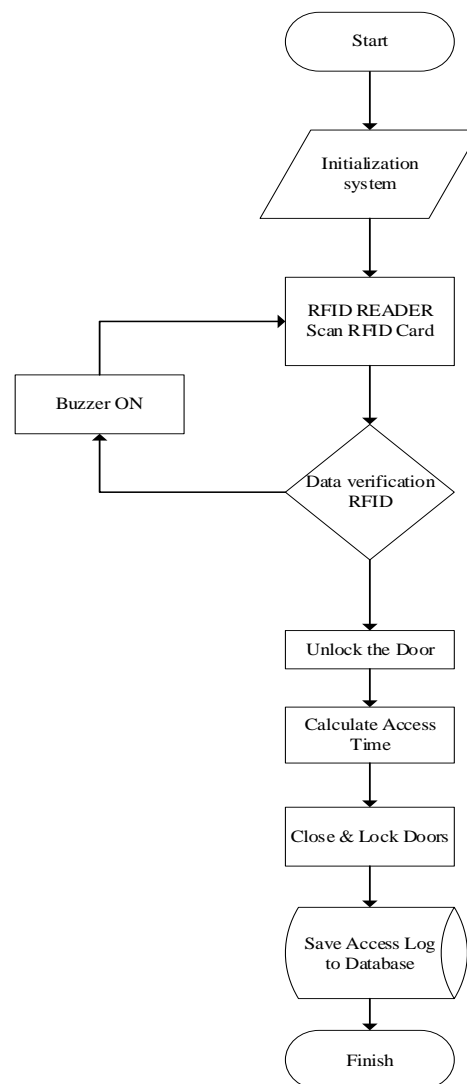 Start
Initialization
system
RFID READER
Scan RFID Card
Buzzer ON
Data verification
RFID
Unlock the Door
Calculate Access
Time
Close & Lock Doors
Save Access Log
to Database
Finish